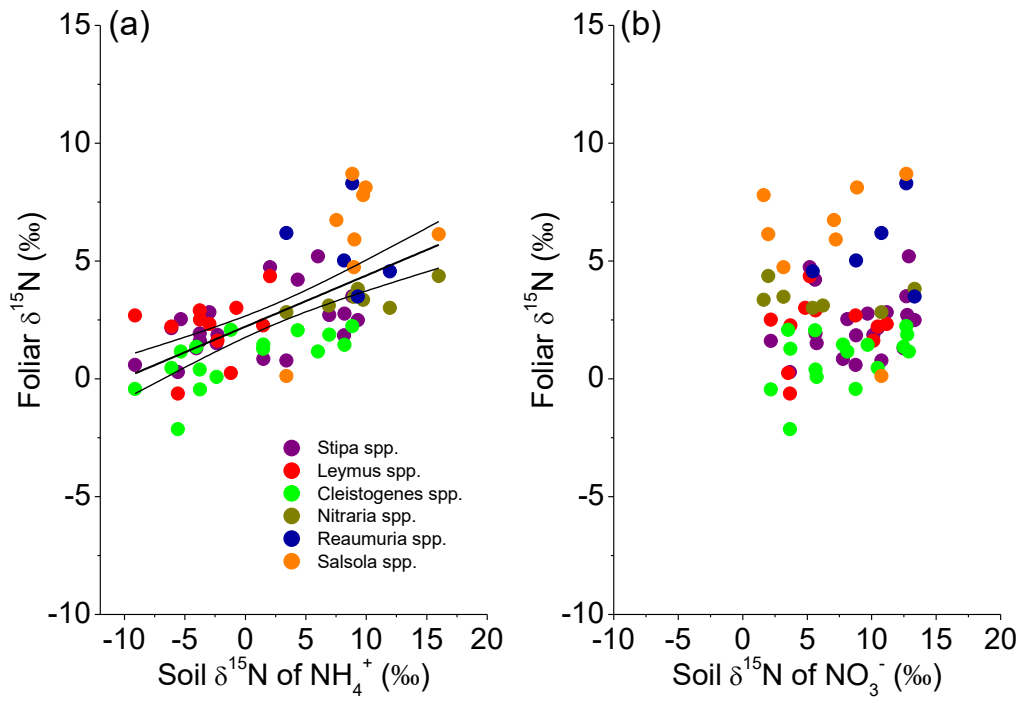 (a)
15
10
5
0
-5
-10
Foliar δ¹⁵N (‰)
-10 -5 0 5 10 15 20
Soil δ¹⁵N of NH₄⁺ (‰)
Stipa spp.
Leymus spp.
Cleistogenes spp.
Nitraria spp.
Reaumuria spp.
Salsola spp.
(b)
15
10
5
0
-5
-10
Foliar δ¹⁵N (‰)
-10 -5 0 5 10 15 20
Soil δ¹⁵N of NO₃⁻ (‰)